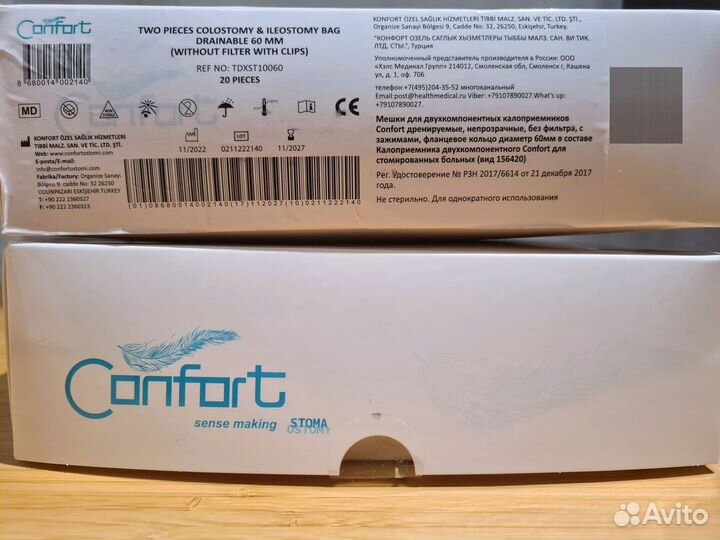 Confort
8 680014 002140
TWO PIECES COLOSTOMY & ILEOSTOMY BAG
DRAINABLE 60 MM
(WITHOUT FILTER WITH CLIPS)
REF NO: TDXST10060
20 PIECES
MD
CE
LOT
11/2022 0211222140 11/2027
KONFORT ÖZEL SAĞLIK HİZMETLERİ
TIBBİ MALZ. SAN. VE TİC. LTD. ŞTİ.
Web: www.confortostomi.com
E-posta/E-mail:
info@confortostomi.com
Fabrika/Factory: Organize Sanayi
Bölgesi 9. cadde No: 32 26250
ODUNPAZARI ESKİŞEHİR TURKEY
T: +90 222 2360327
F: +90 222 2360323
(01)08680014002140(17)112027(10)0211222140
KONFORT ÖZEL SAĞLIK HİZMETLERİ TIBBİ MALZ. SAN. VE TİC. LTD. ŞTİ.,
Organize Sanayi Bölgesi 9. Cadde No: 32, 26250, Eskişehir, Turkey.
"КОНФОРТ ОЗЕЛЬ САГЛЫК ХЫЗМЕТЛЕРЫ ТЫББЫ МАЛЗ. САН. ВИ ТИК.
ЛТД. СТЫ.", Турция
Уполномоченный представитель производителя в России: ООО
«Хэлс Медикал Групп» 214012, Смоленская обл, Смоленск г, Кашена
ул, д. 1, оф. 706
телефон:+7(495)204-35-52 многоканальный
Email:post@healthmedical.ru Viber: +79107890027.What's up:
+79107890027.
Мешки для двухкомпонентных калоприемников
Confort дренируемые, непрозрачные, без фильтра, с
зажимами, фланцевое кольцо диаметр 60мм в составе
Калоприемника двухкомпонентного Confort для
стомированных больных (вид 156420)
Рег. Удостоверение № РЗН 2017/6614 от 21 декабря 2017
года.
Не стерильно. Для однократного использования
Confort
sense making STOMA
OSTOMY
Avito